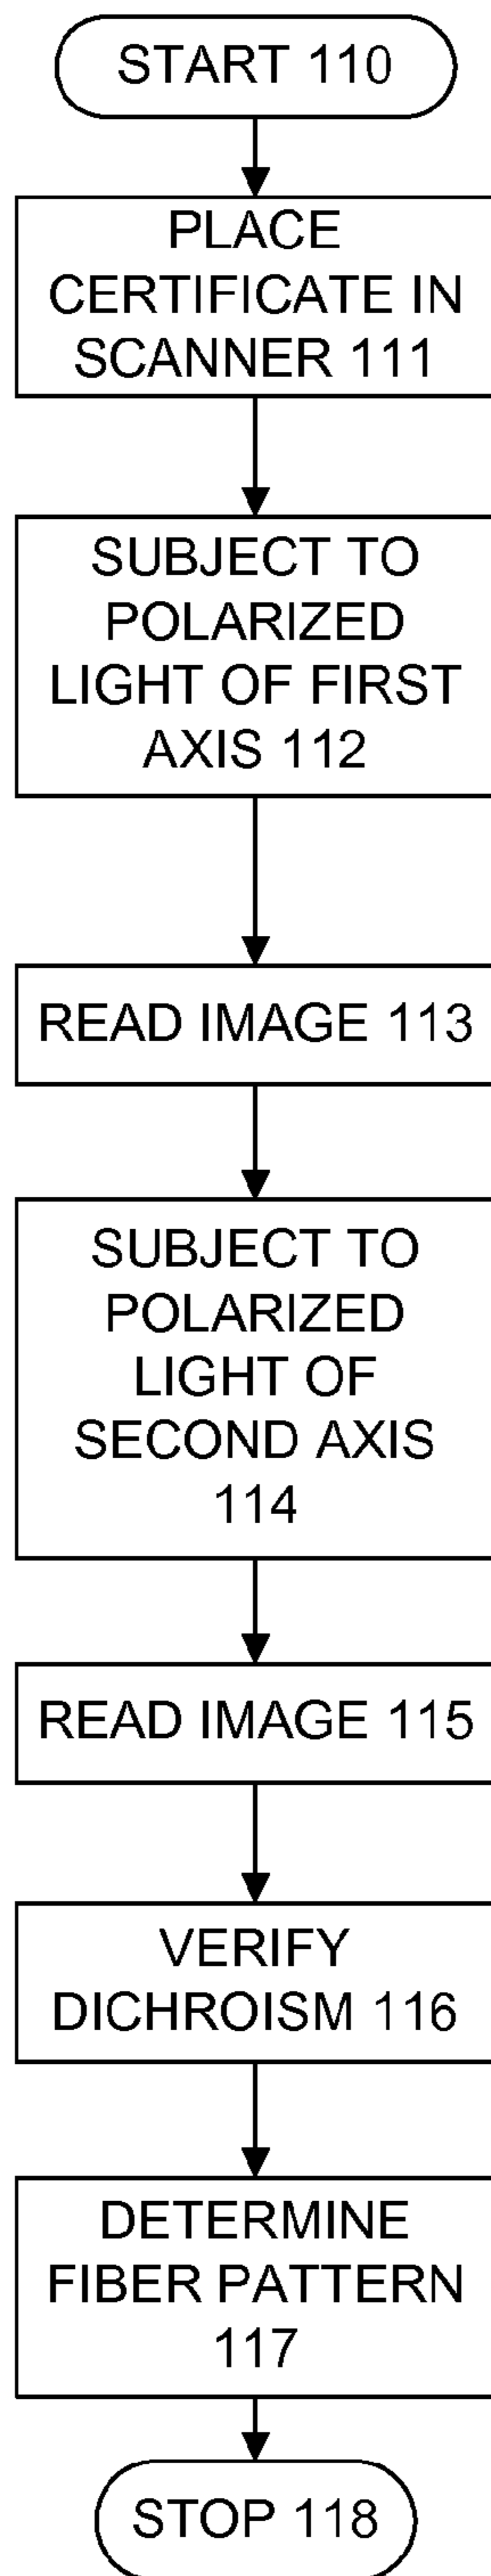 START 110
PLACE
CERTIFICATE IN
SCANNER 111
SUBJECT TO
POLARIZED
LIGHT OF FIRST
AXIS 112
READ IMAGE 113
SUBJECT TO
POLARIZED
LIGHT OF
SECOND AXIS
114
READ IMAGE 115
VERIFY
DICHROISM 116
DETERMINE
FIBER PATTERN
117
STOP 118